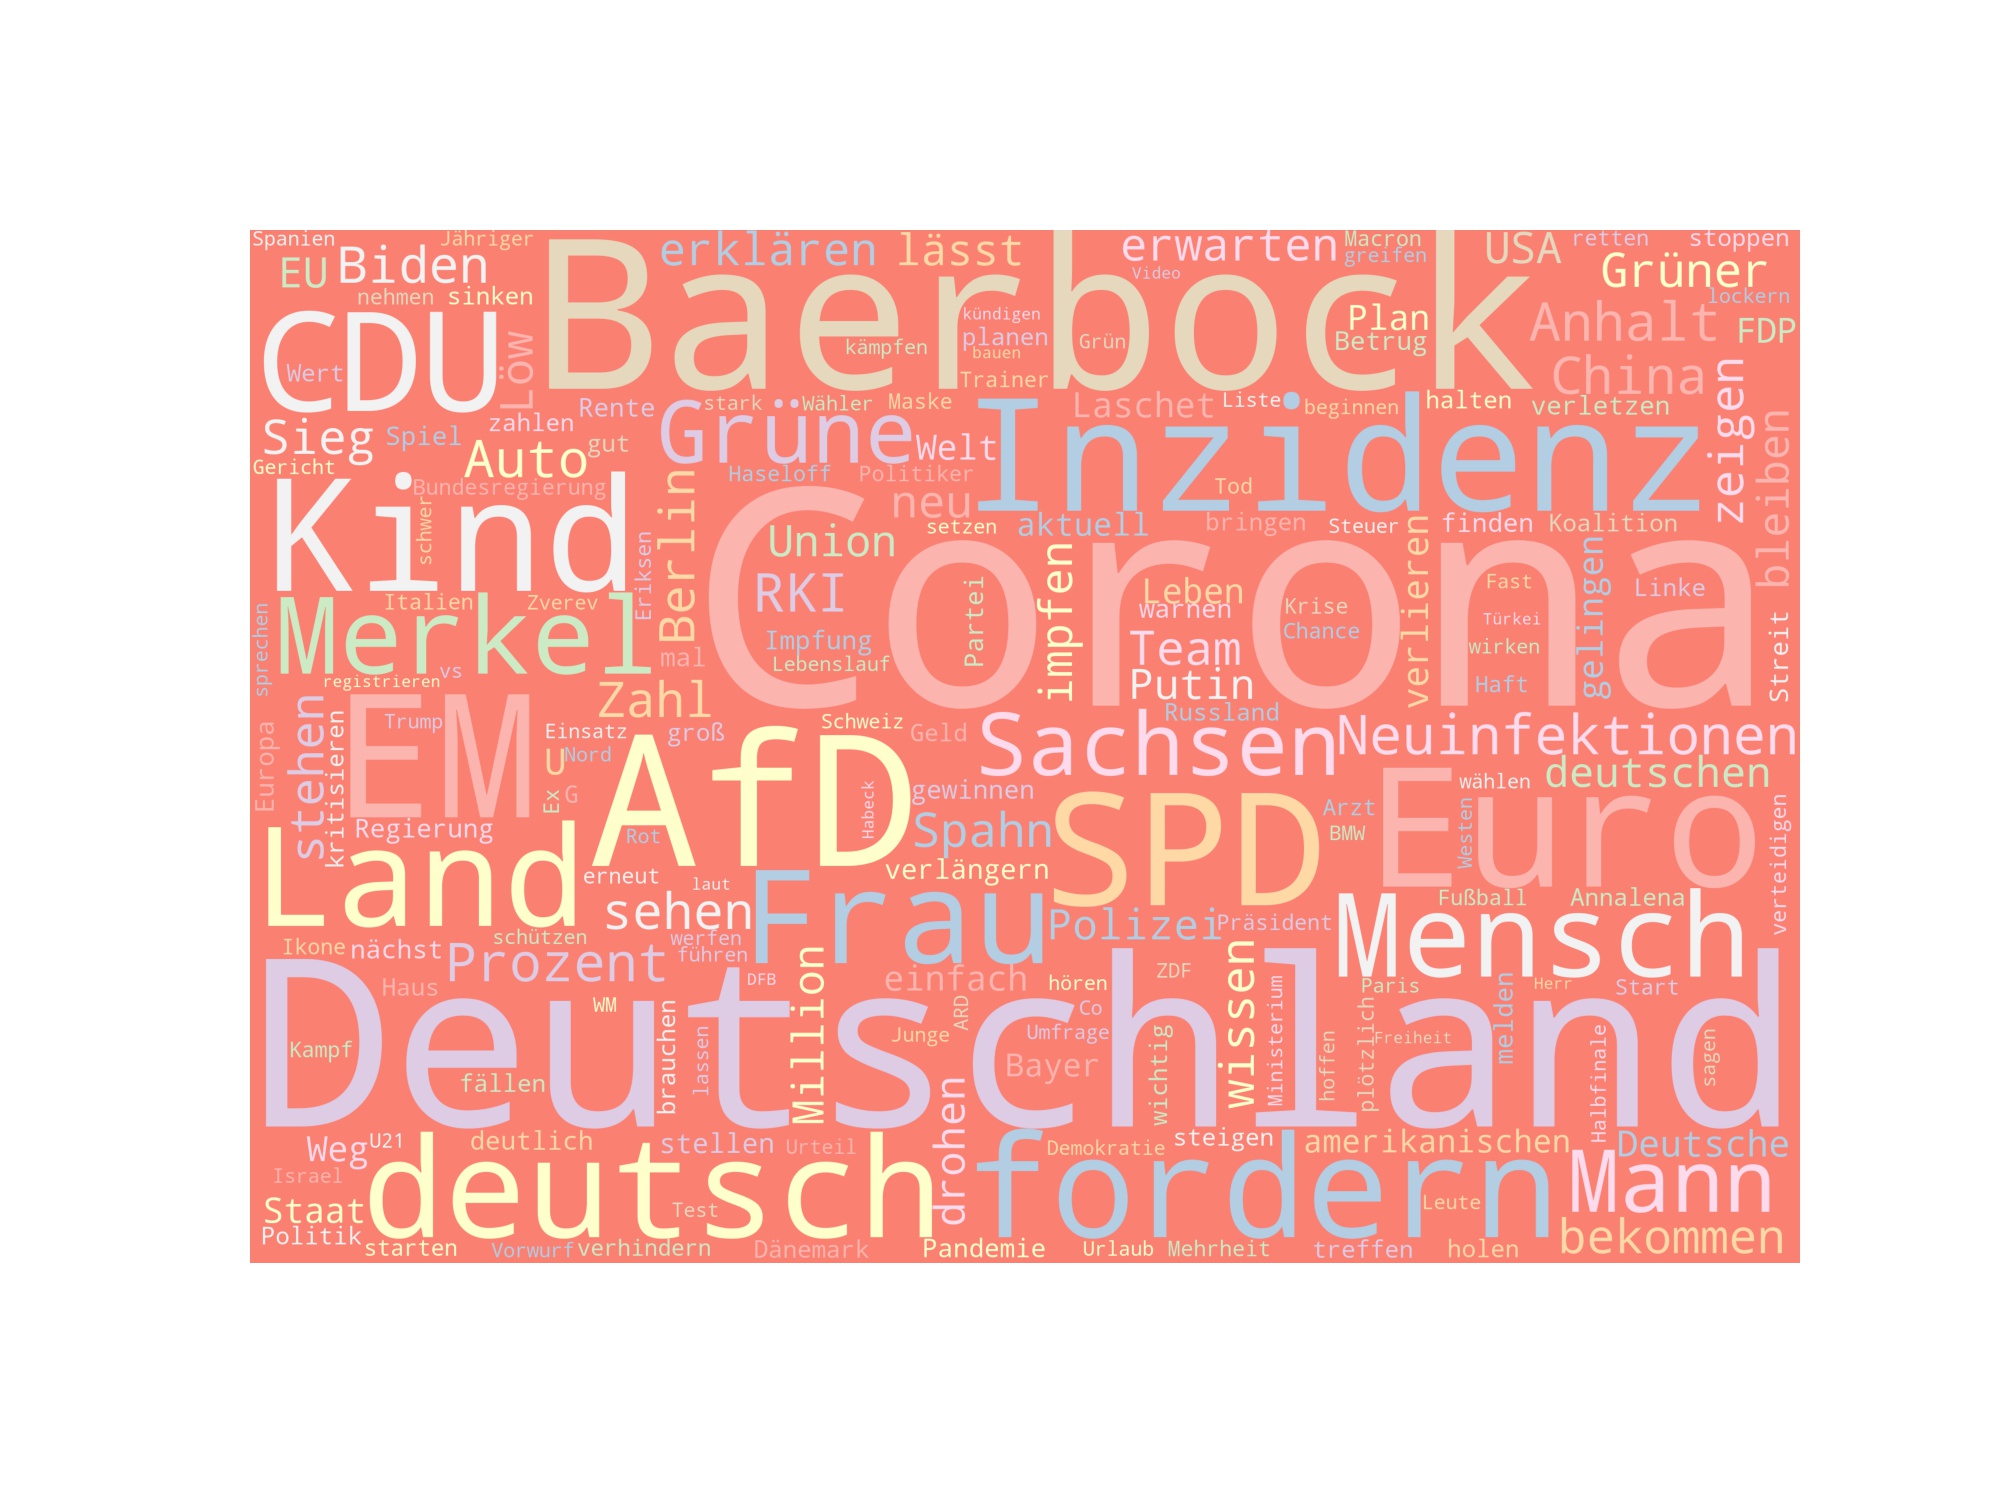 Spanien
Jähriger
EU
Biden
nehmen
sinken
erklären
lässt
Baerbock
erwarten
Video
Macron
greifen
USA
retten
stoppen
Grüner
lockern
CDU
Wert
Löw
kämpfen
kündigen
planen
bauen
Trainer
Grün
Plan
Betrug
Anhalt
FDP
China
zeigen
Sieg
Spiel
zahlen
Rente
stark
Wähler
Maske
Laschet
Liste
beginnen
halten
verletzen
bleiben
Gericht
Auto
gut
Grüne
Welt
Inzidenz
Haseloff
Politiker
Tod
Kind
Bundesregierung
schwer
Berlin
neu
setzen
aktuell
bringen
Steuer
finden
Koalition
Eriksen
Union
RKI
Corona
impfen
Partei
Leben
warnen
Krise
Chance
verlieren
Fast
Türkei
wirken
gelingen
Linke
Streit
Italien
Zverev
Merkel
sprechen
Impfung
Lebenslauf
mal
Team
Putin
Haft
vs
registrieren
Zahl
Russland
stehen
kritisieren
Trump
EM
Einsatz
groß
Schweiz
Geld
Sachsen
Neuinfektionen
Europa
U
Nord
Ex
G
AfD
Habeck
gewinnen
wählen
deutschen
Regierung
Rot
Spahn
SPD
Arzt
BMW
Euro
Westen
verteidigen
Land
erneut
laut
verlängern
sehen
Frau
Polizei
Präsident
Fußball
Annalena
Mensch
Ikone
nächst
schützen
werfen
führen
Prozent
DFB
Million
einfach
hören
ZDF
wissen
Paris
melden
Herr
Start
Haus
WM
brauchen
Deutschland
Kampf
lassen
Junge
ARD
Co
Umfrage
Bayer
wichtig
Ministerium
hoffen
plötzlich
Freiheit
Halbfinale
sagen
fällen
drohen
Weg
U21
deutlich
stellen
Urteil
Demokratie
steigen
amerikanischen
Deutsche
Israel
deutsch
fordern
Mann
Staat
Test
Leute
Politik
starten
Vorwurf
verhindern
Dänemark
Pandemie
Urlaub
Mehrheit
treffen
holen
bekommen